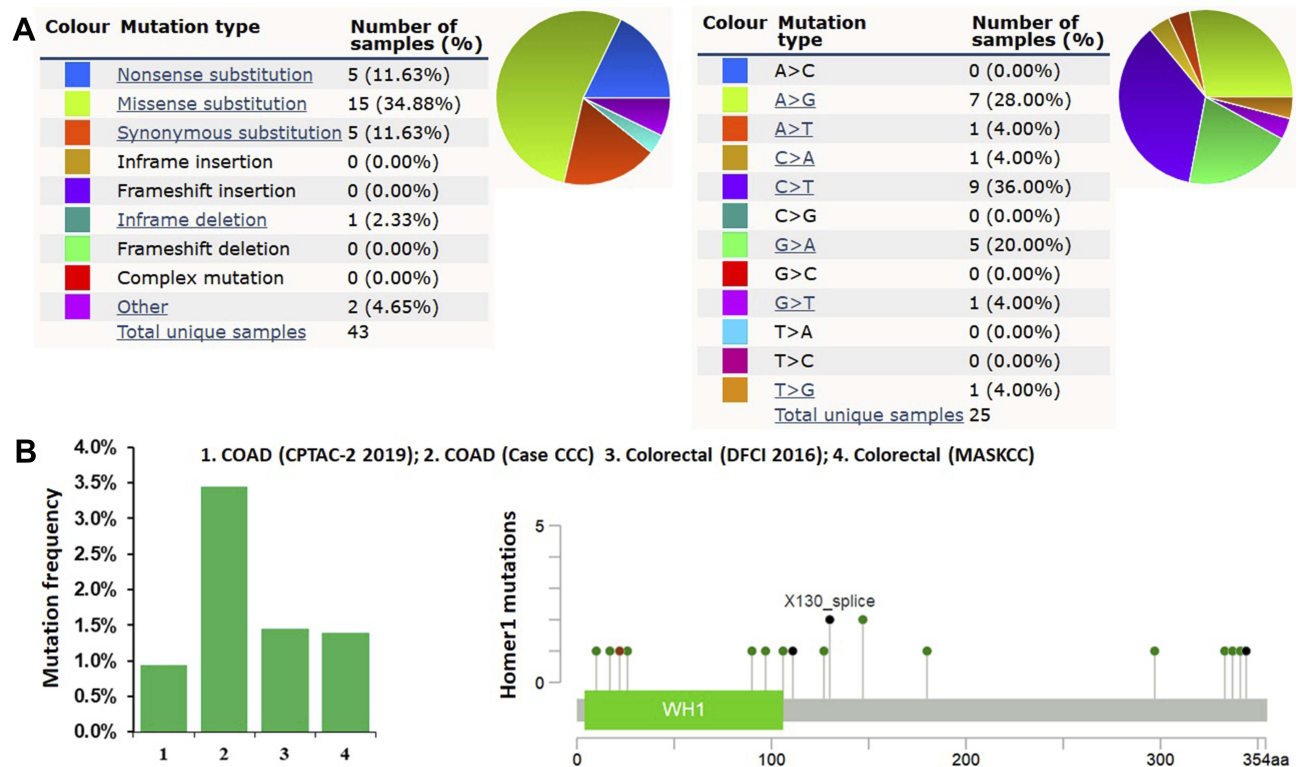 A
Colour Mutation type Number of samples (%)
Nonsense substitution 5 (11.63%)
Missense substitution 15 (34.88%)
Synonymous substitution 5 (11.63%)
Inframe insertion 0 (0.00%)
Frameshift insertion 0 (0.00%)
Inframe deletion 1 (2.33%)
Frameshift deletion 0 (0.00%)
Complex mutation 0 (0.00%)
Other 2 (4.65%)
Total unique samples 43
Colour Mutation type Number of samples (%)
A>C 0 (0.00%)
A>G 7 (28.00%)
A>T 1 (4.00%)
C>A 1 (4.00%)
C>T 9 (36.00%)
C>G 0 (0.00%)
G>A 5 (20.00%)
G>C 0 (0.00%)
G>T 1 (4.00%)
T>A 0 (0.00%)
T>C 0 (0.00%)
T>G 1 (4.00%)
Total unique samples 25
B
1. COAD (CPTAC-2 2019); 2. COAD (Case CCC) 3. Colorectal (DFCI 2016); 4. Colorectal (MASKCC)
Mutation frequency
4.0%
3.5%
3.0%
2.5%
2.0%
1.5%
1.0%
0.5%
0.0%
1 2 3 4
Homer1 mutations
5
0
X130_splice
WH1
0 100 200 300 354aa